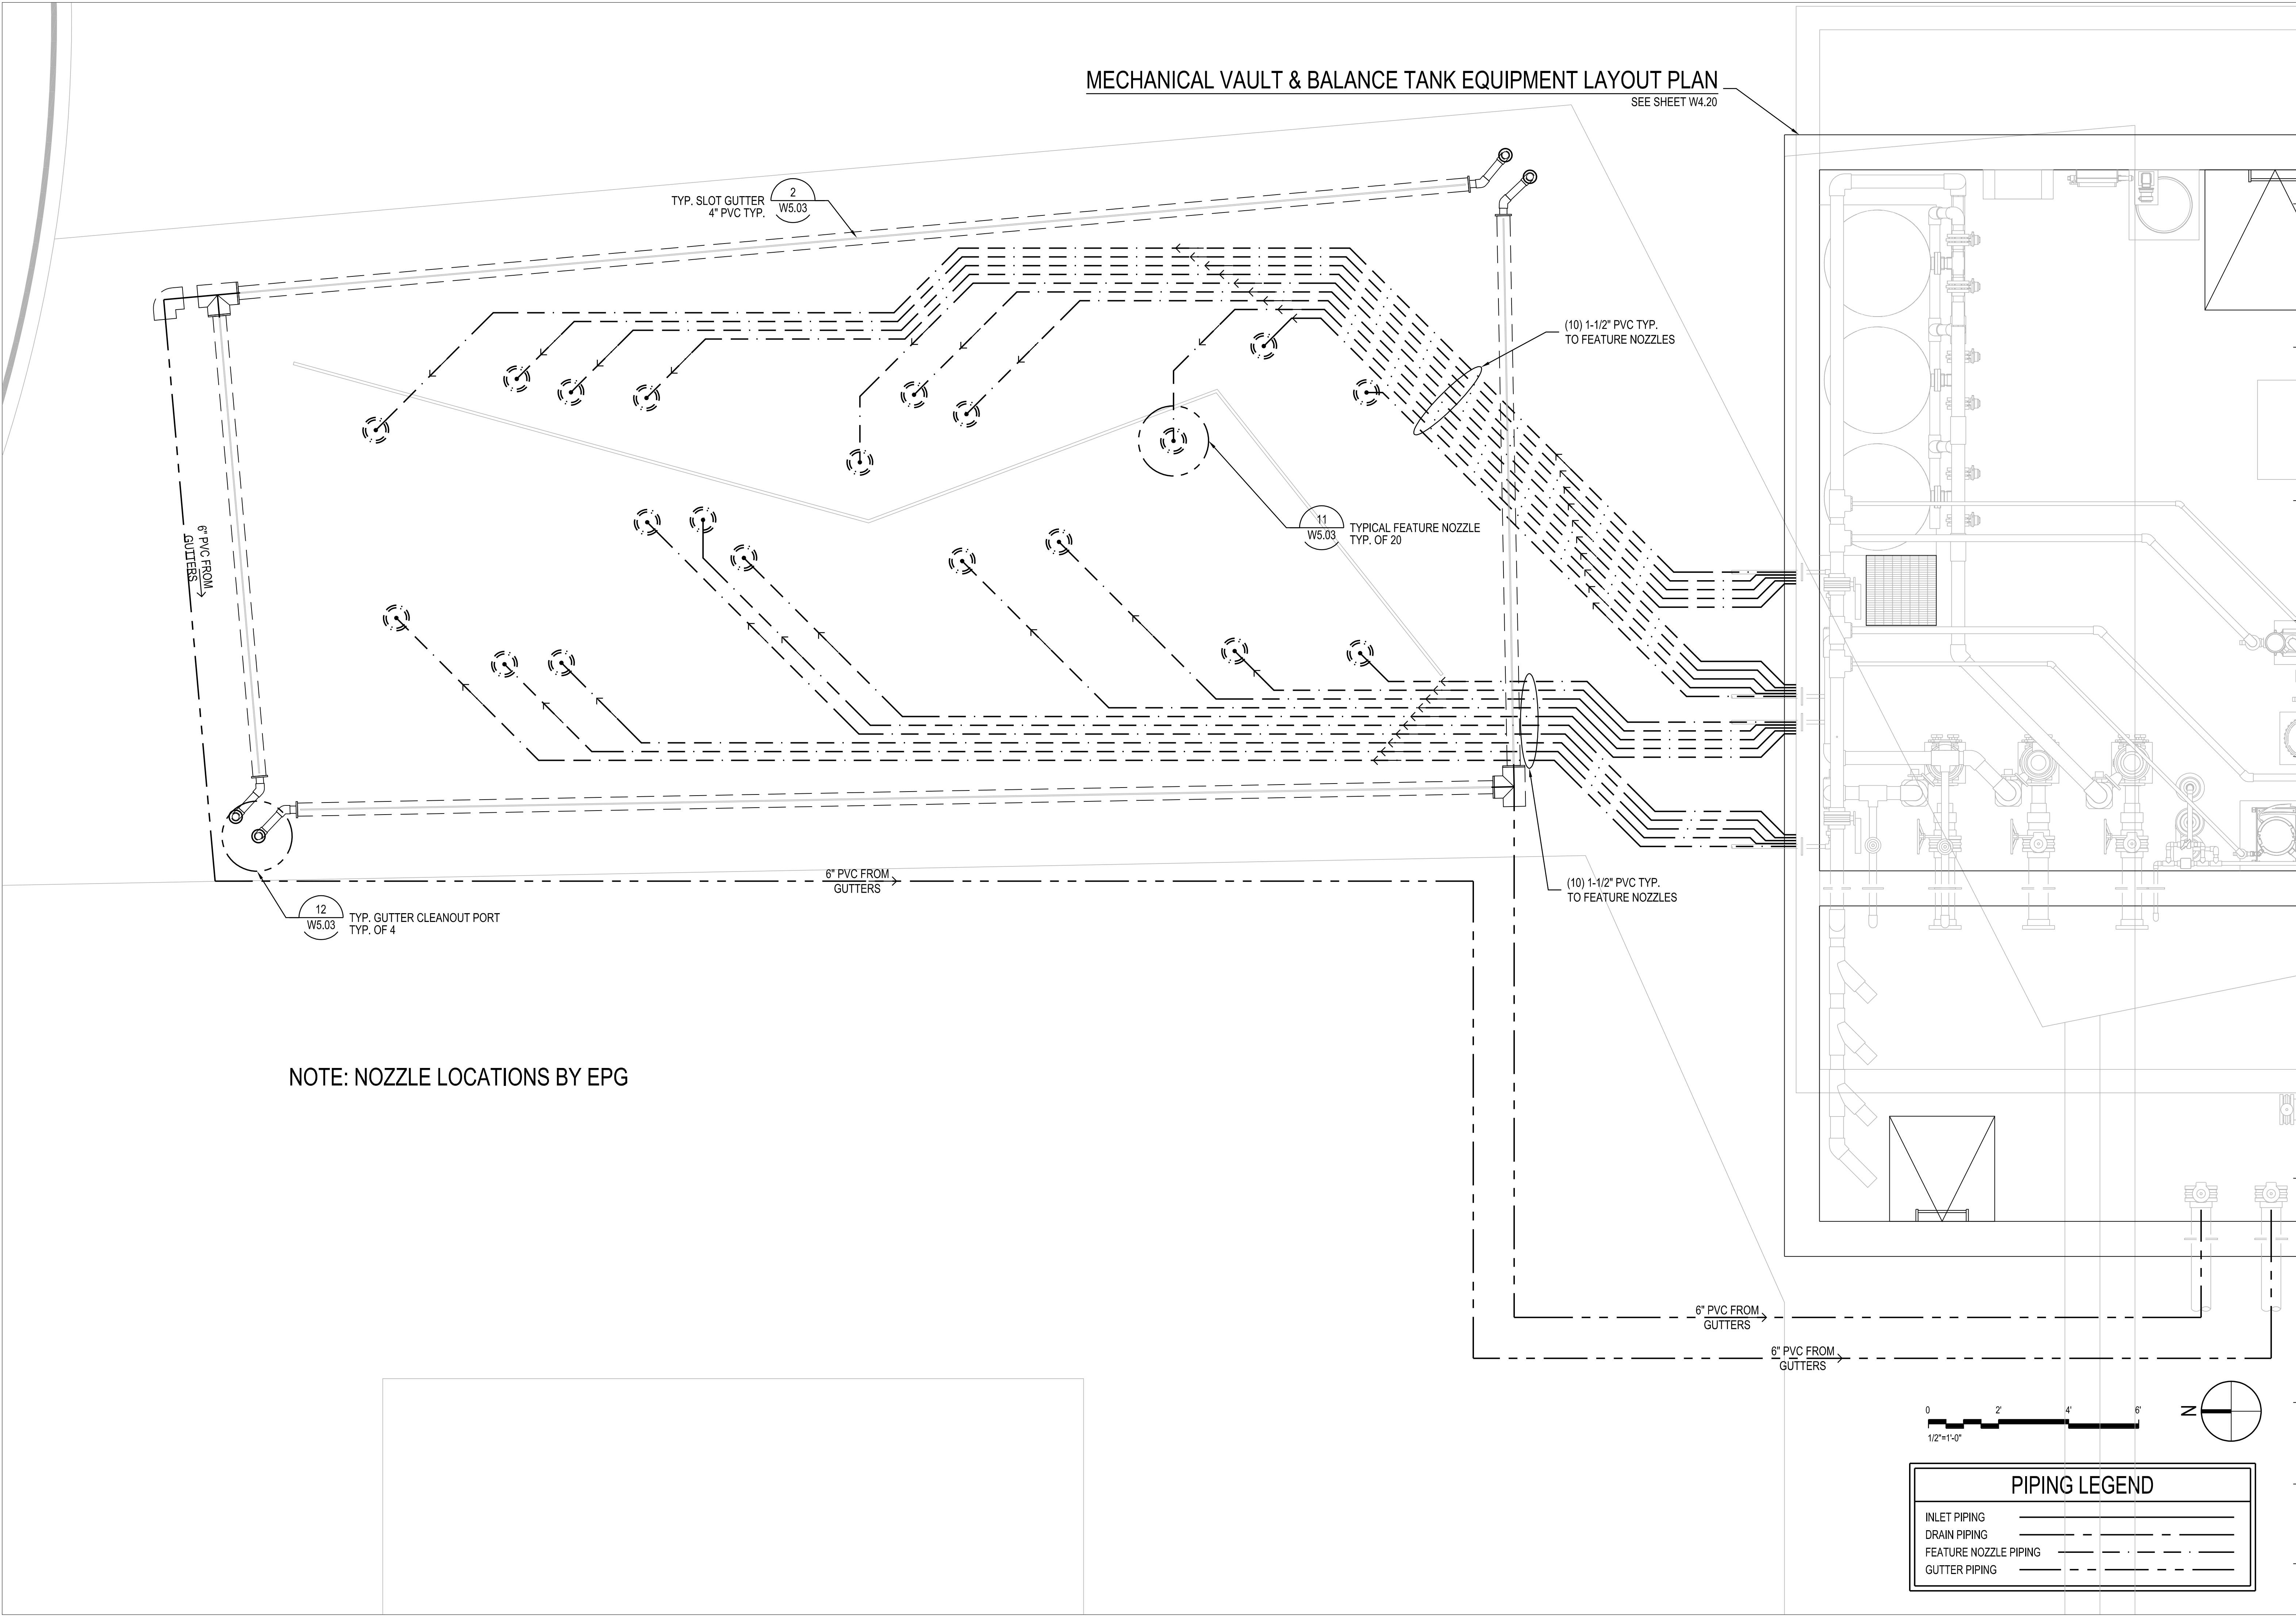 MECHANICAL VAULT & BALANCE TANK EQUIPMENT LAYOUT PLAN
SEE SHEET W4.20
TYP. SLOT GUTTER
4" PVC TYP.
2
W5.03
(10) 1-1/2" PVC TYP.
TO FEATURE NOZZLES
11
W5.03
TYPICAL FEATURE NOZZLE
TYP. OF 20
6" PVC FROM
GUTTERS
6" PVC FROM
GUTTERS
(10) 1-1/2" PVC TYP.
TO FEATURE NOZZLES
12
W5.03
TYP. GUTTER CLEANOUT PORT
TYP. OF 4
NOTE: NOZZLE LOCATIONS BY EPG
6" PVC FROM
GUTTERS
6" PVC FROM
GUTTERS
0 2' 4' 6'
1/2"=1'-0"
N
PIPING LEGEND
INLET PIPING
DRAIN PIPING
FEATURE NOZZLE PIPING
GUTTER PIPING